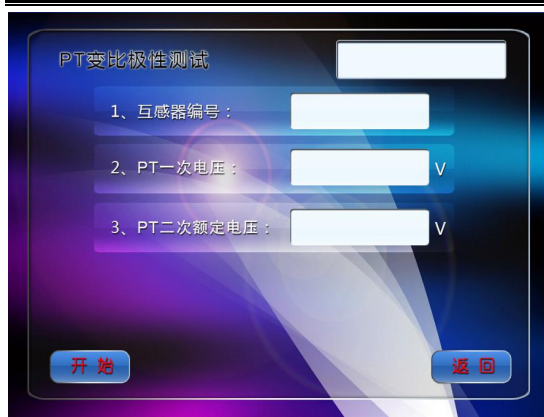 PT变比极性测试
1、互感器编号：
2、PT一次电压： V
3、PT二次额定电压： V
开 始 返 回